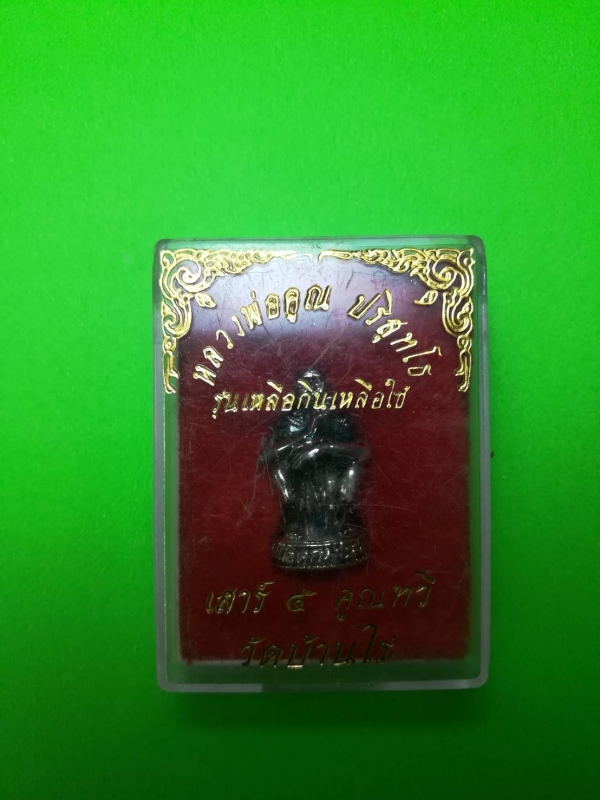 หลวงพ่อคูณ ปริสุทโธ
รุ่นเหลือกินเหลือใช้
เสาร์ ๕ คูณทวี
วัดบ้านไร่